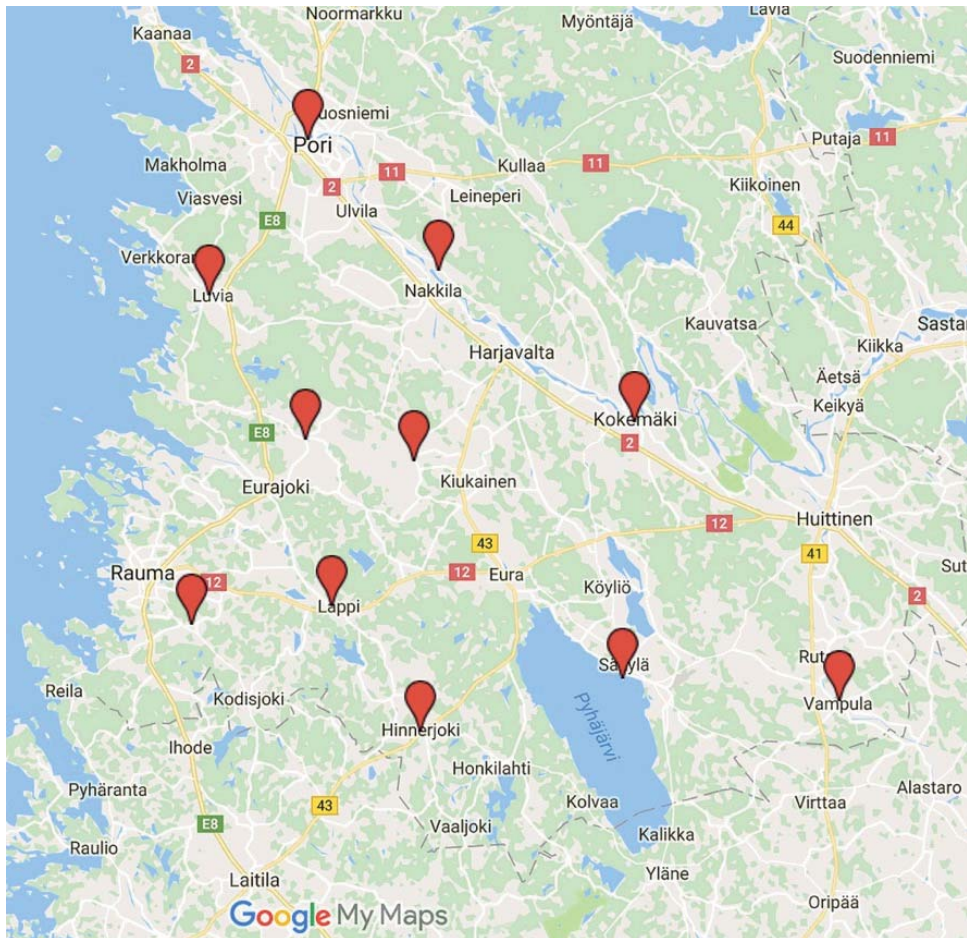 Noormarkku
Lavia
Kaanaa
Myöntäjä
Suodenniemi
2
Pori
Putaja
11
Makholma
Kullaa
11
11
Kiikoinen
2
Viasvesi
Leineperi
Ulvila
E8
44
Nakkila
Luvia
Kauvatsa
Harjavalta
Kiikka
Äetsä
Keikyä
Kokemäki
E8
2
Kiukainen
Eurajoki
12
Huittinen
43
41
Rauma
12
12
Eura
Köyliö
2
Lappi
Reila
Kodisjoki
Pyhäjärvi
Vampula
Hinnerjoki
Ihode
Honkilahti
Pyhäranta
43
Kolvaa
Virttaa
Alastaro
E8
Vaaljoki
Kalikka
Raulio
Yläne
Laitila
Oripää
Google My Maps